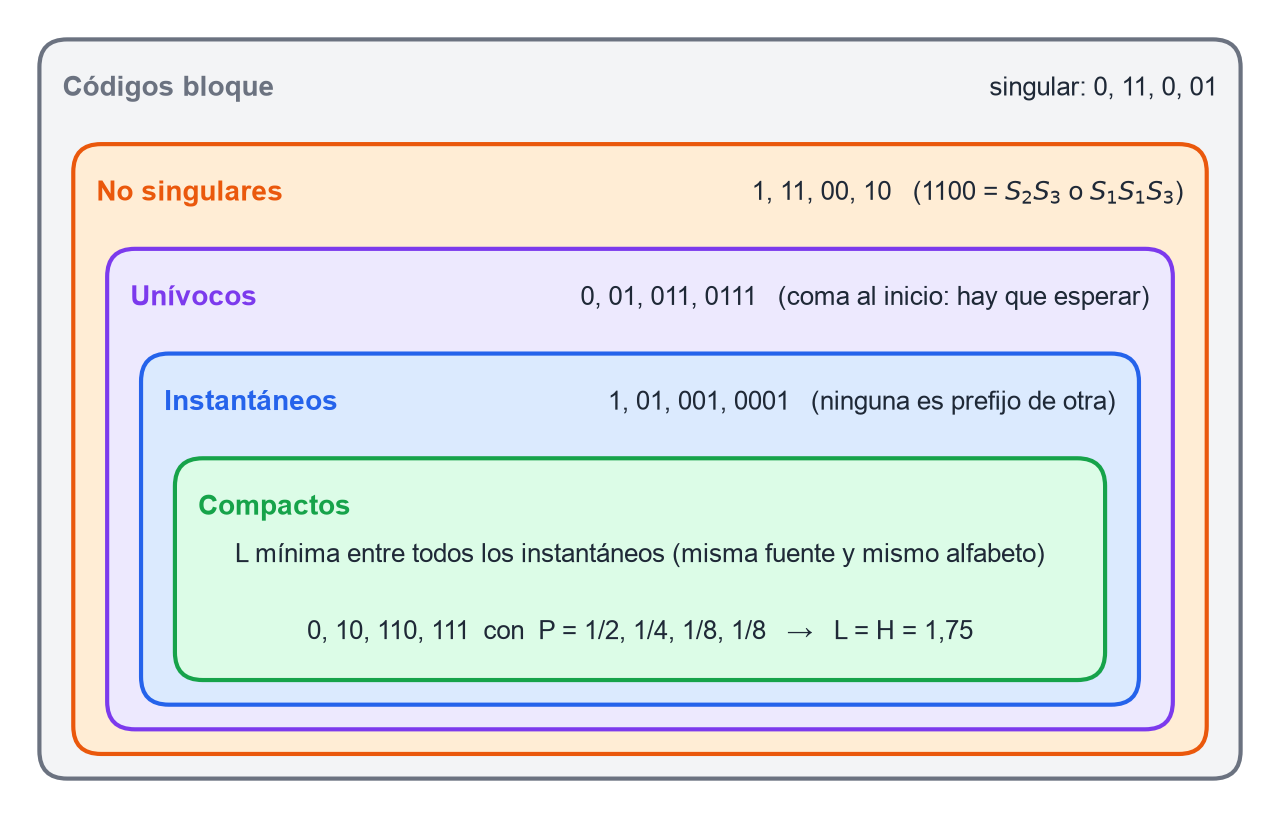 Códigos bloque singular: 0, 11, 0, 01
No singulares 1, 11, 00, 10 (1100 = S₂S₃ o S₁S₁S₃)
Unívocos 0, 01, 011, 0111 (coma al inicio: hay que esperar)
Instantáneos 1, 01, 001, 0001 (ninguna es prefijo de otra)
Compactos
L mínima entre todos los instantáneos (misma fuente y mismo alfabeto)
0, 10, 110, 111 con P = 1/2, 1/4, 1/8, 1/8 → L = H = 1,75